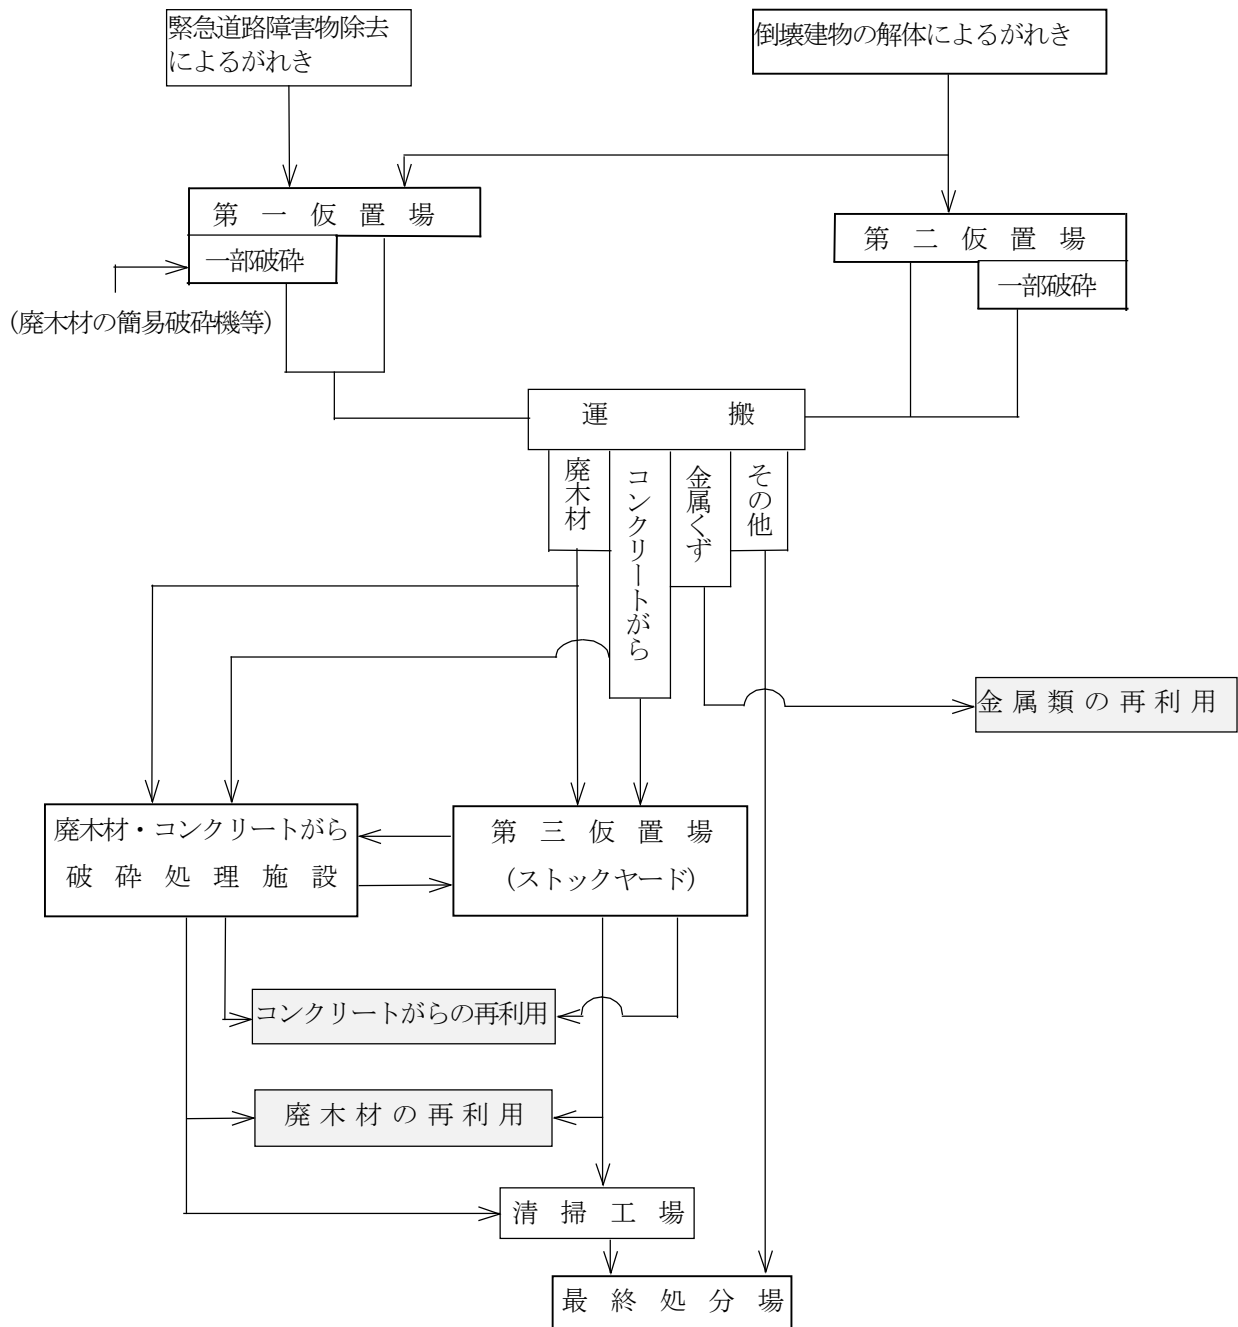 緊急道路障害物除去
によるがれき
倒壊建物の解体によるがれき
第一仮置場
一部破砕
(廃木材の簡易破砕機等)
第二仮置場
一部破砕
運搬
廃木材
コンクリートがら
金属くず
その他
金属類の再利用
廃木材・コンクリートがら
破砕処理施設
第三仮置場
(ストックヤード)
コンクリートがらの再利用
廃木材の再利用
清掃工場
最終処分場